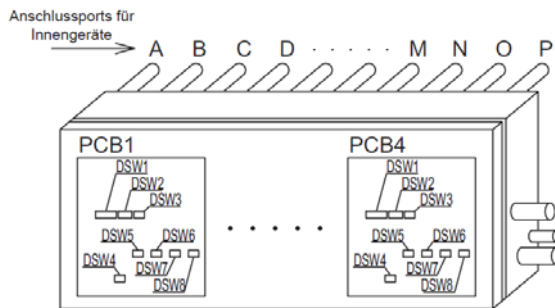 Anschlussports für
Innengeräte
A B C D · · · · · M N O P
PCB1
DSW1
DSW2
DSW3
DSW5
DSW6
DSW4
DSW7
DSW8
· · · · ·
PCB4
DSW1
DSW2
DSW3
DSW5
DSW6
DSW4
DSW7
DSW8